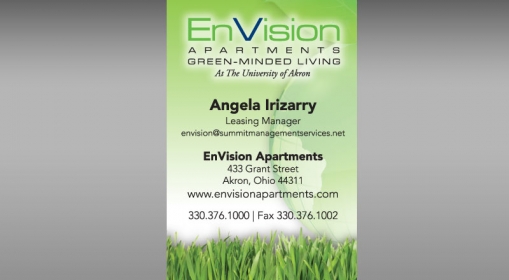 EnVision
APARTMENTS
GREEN-MINDED LIVING
At The University of Akron
Angela Irizarry
Leasing Manager
envision@summitmanagementservices.net
EnVision Apartments
433 Grant Street
Akron, Ohio 44311
www.envisionapartments.com
330.376.1000 | Fax 330.376.1002